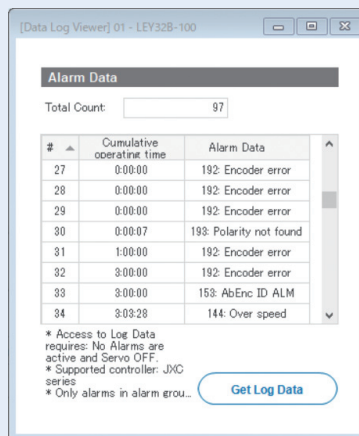 [Data Log Viewer] 01 - LEY32B-100
Alarm Data
Total Count: 97
# Cumulative operating time Alarm Data
27 0:00:00 192: Encoder error
28 0:00:00 192: Encoder error
29 0:00:00 192: Encoder error
30 0:00:07 193: Polarity not found
31 1:00:00 192: Encoder error
32 3:00:00 192: Encoder error
33 3:00:00 153: AbEnc ID ALM
34 3:03:28 144: Over speed
* Access to Log Data
requires: No Alarms are
active and Servo OFF.
* Supported controller: JXC
series
* Only alarms in alarm grou...
Get Log Data